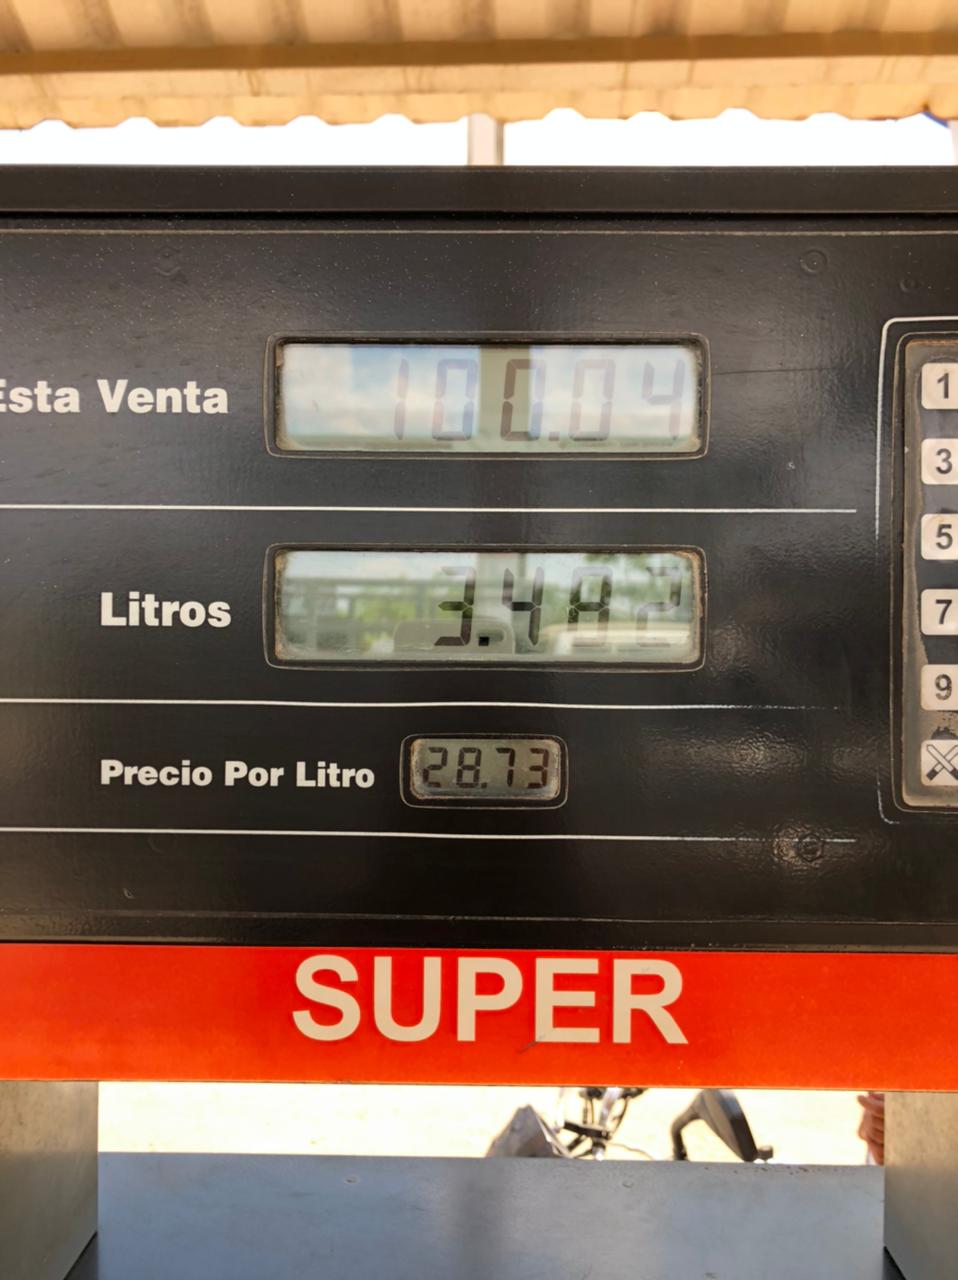 Esta Venta 100.04
1
3
Litros 3.482
5
7
9
Precio Por Litro 28.73
SUPER